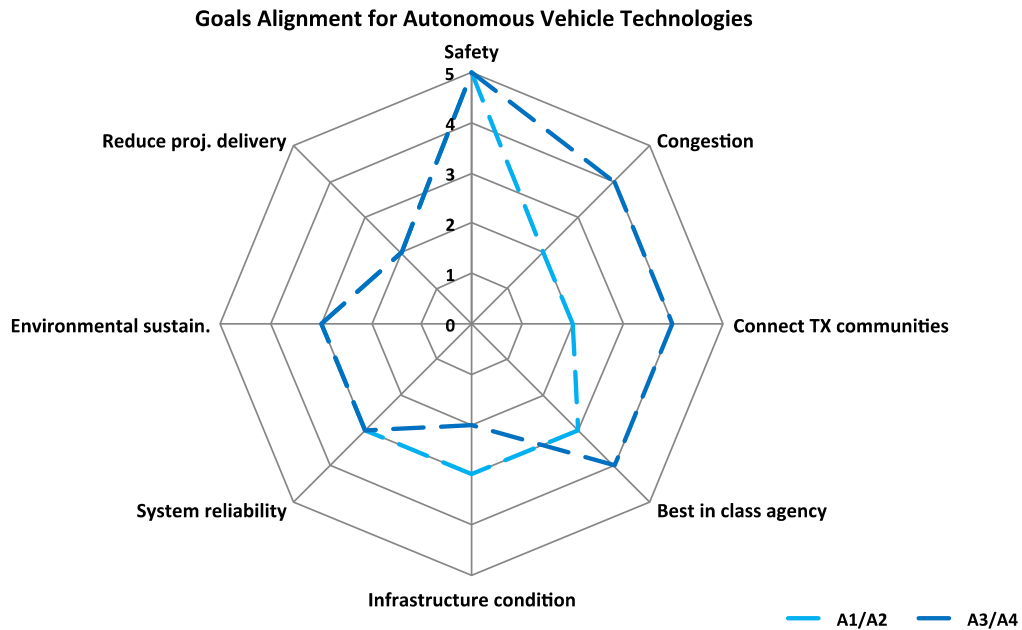 Goals Alignment for Autonomous Vehicle Technologies
Safety
5
Reduce proj. delivery
Congestion
4
3
2
1
0
Environmental sustain.
Connect TX communities
System reliability
Best in class agency
Infrastructure condition
A1/A2
A3/A4